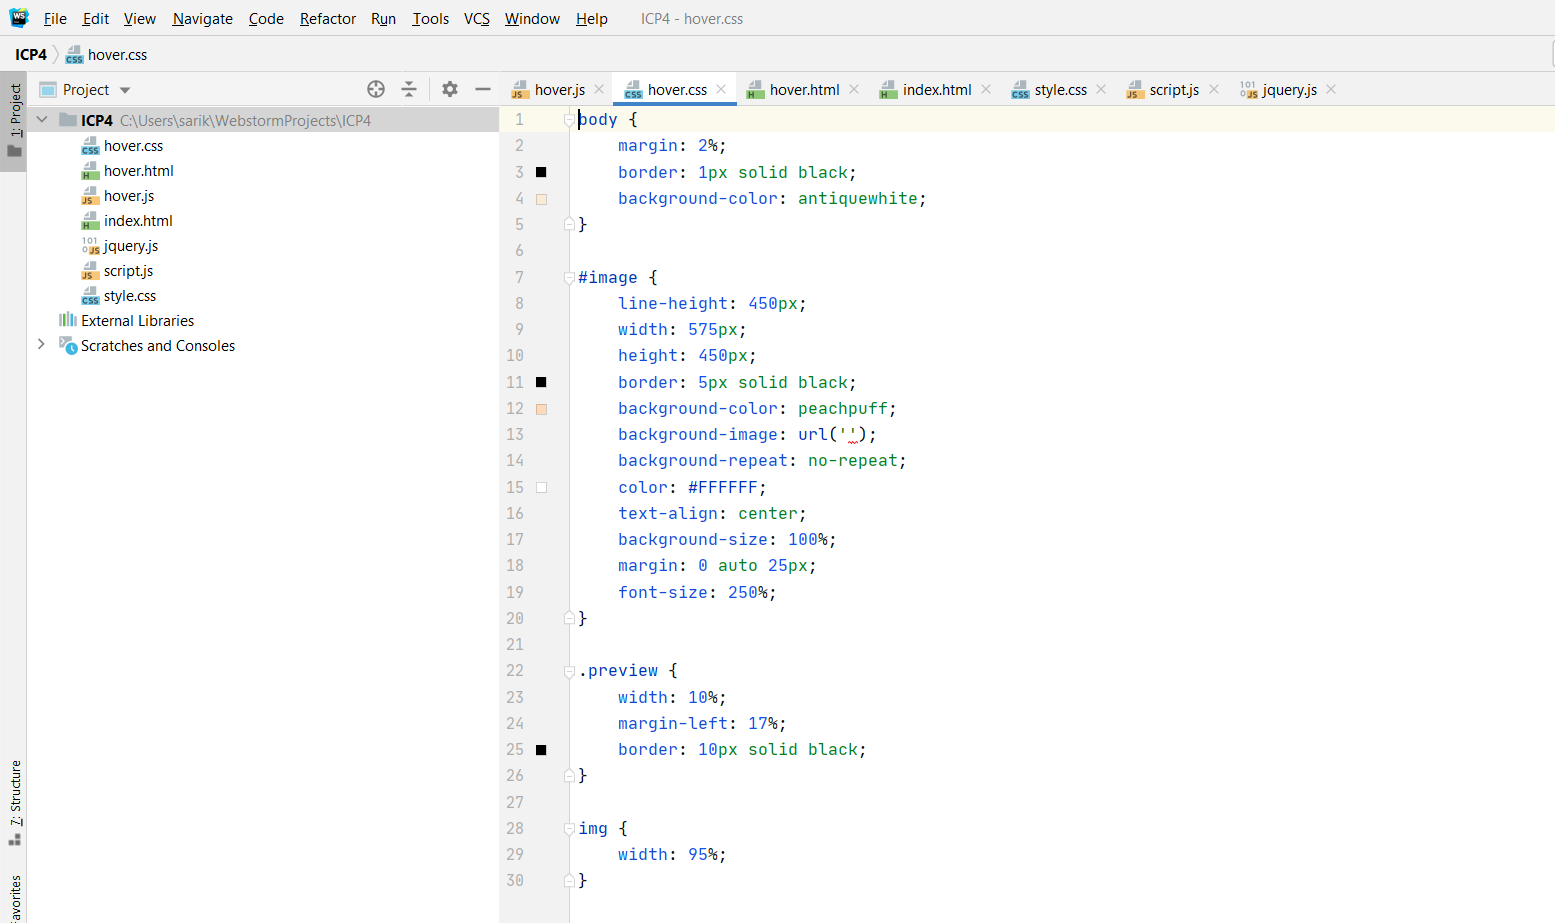 WS File Edit View Navigate Code Refactor Run Tools VCS Window Help ICP4 - hover.css
ICP4 hover.css
Project
hover.js hover.css hover.html index.html style.css script.js jquery.js
1: Project
ICP4 C:\Users\sarik\WebstormProjects\ICP4
hover.css
hover.html
hover.js
index.html
jquery.js
script.js
style.css
External Libraries
Scratches and Consoles
7: Structure
avorites
1 body {
2 margin: 2%;
3 border: 1px solid black;
4 background-color: antiquewhite;
5 }
6
7 #image {
8 line-height: 450px;
9 width: 575px;
10 height: 450px;
11 border: 5px solid black;
12 background-color: peachpuff;
13 background-image: url('');
14 background-repeat: no-repeat;
15 color: #FFFFFF;
16 text-align: center;
17 background-size: 100%;
18 margin: 0 auto 25px;
19 font-size: 250%;
20 }
21
22 .preview {
23 width: 10%;
24 margin-left: 17%;
25 border: 10px solid black;
26 }
27
28 img {
29 width: 95%;
30 }